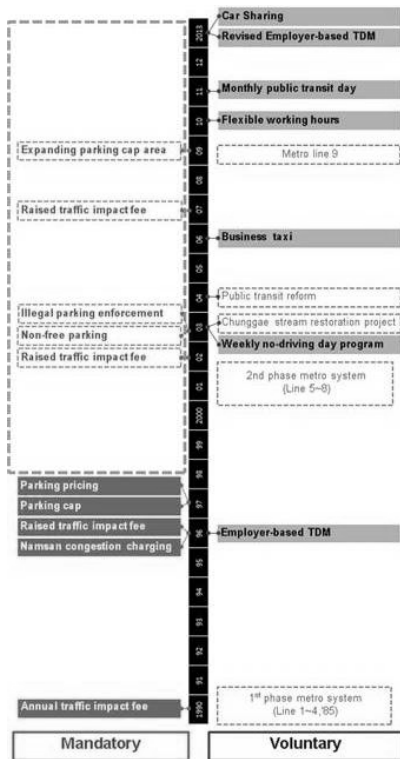 Car Sharing
2013
Revised Employer-based TDM
12
11
Monthly public transit day
10
Flexible working hours
Expanding parking cap area
09
Metro line 9
08
Raised traffic impact fee
07
06
Business taxi
05
04
Public transit reform
Illegal parking enforcement
Chunggae stream restoration project
Non-free parking
03
Weekly no-driving day program
Raised traffic impact fee
02
2nd phase metro system
(Line 5~8)
01
2000
99
98
Parking pricing
97
Parking cap
Raised traffic impact fee
96
Employer-based TDM
Namsan congestion charging
95
94
93
92
91
1st phase metro system
(Line 1~4,'85)
Annual traffic impact fee
1990
Mandatory
Voluntary